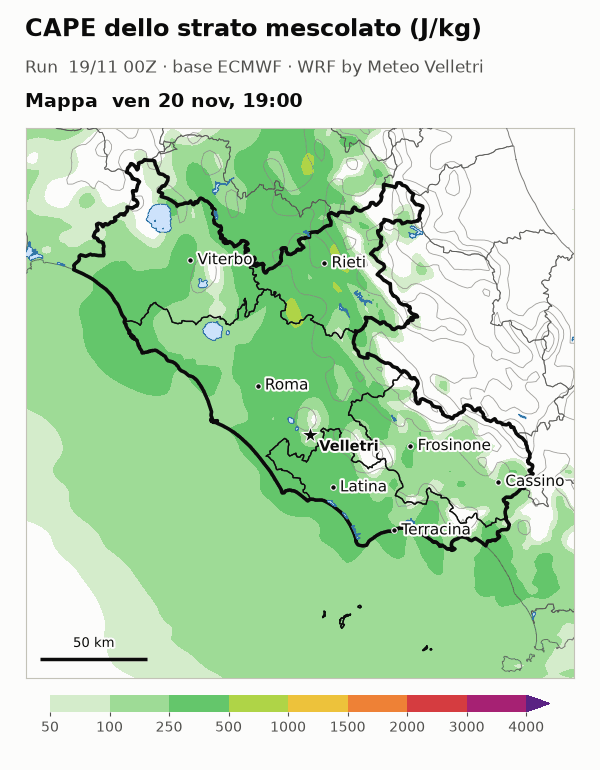 CAPE dello strato mescolato (J/kg)
Run  19/11 00Z · base ECMWF · WRF by Meteo Velletri
Mappa  ven 20 nov, 19:00
Viterbo
Rieti
Roma
Velletri
Frosinone
Cassino
Latina
Terracina
50 km
50 100 250 500 1000 1500 2000 3000 4000